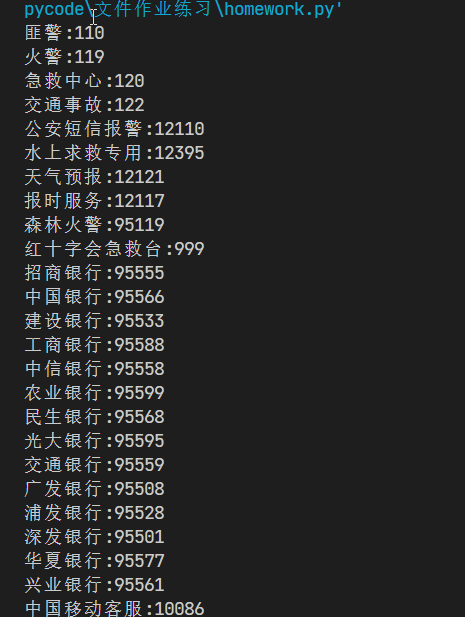 pycode\文件作业练习\homework.py'
匪警:110
火警:119
急救中心:120
交通事故:122
公安短信报警:12110
水上求救专用:12395
天气预报:12121
报时服务:12117
森林火警:95119
红十字会急救台:999
招商银行:95555
中国银行:95566
建设银行:95533
工商银行:95588
中信银行:95558
农业银行:95599
民生银行:95568
光大银行:95595
交通银行:95559
广发银行:95508
浦发银行:95528
深发银行:95501
华夏银行:95577
兴业银行:95561
中国移动客服:10086